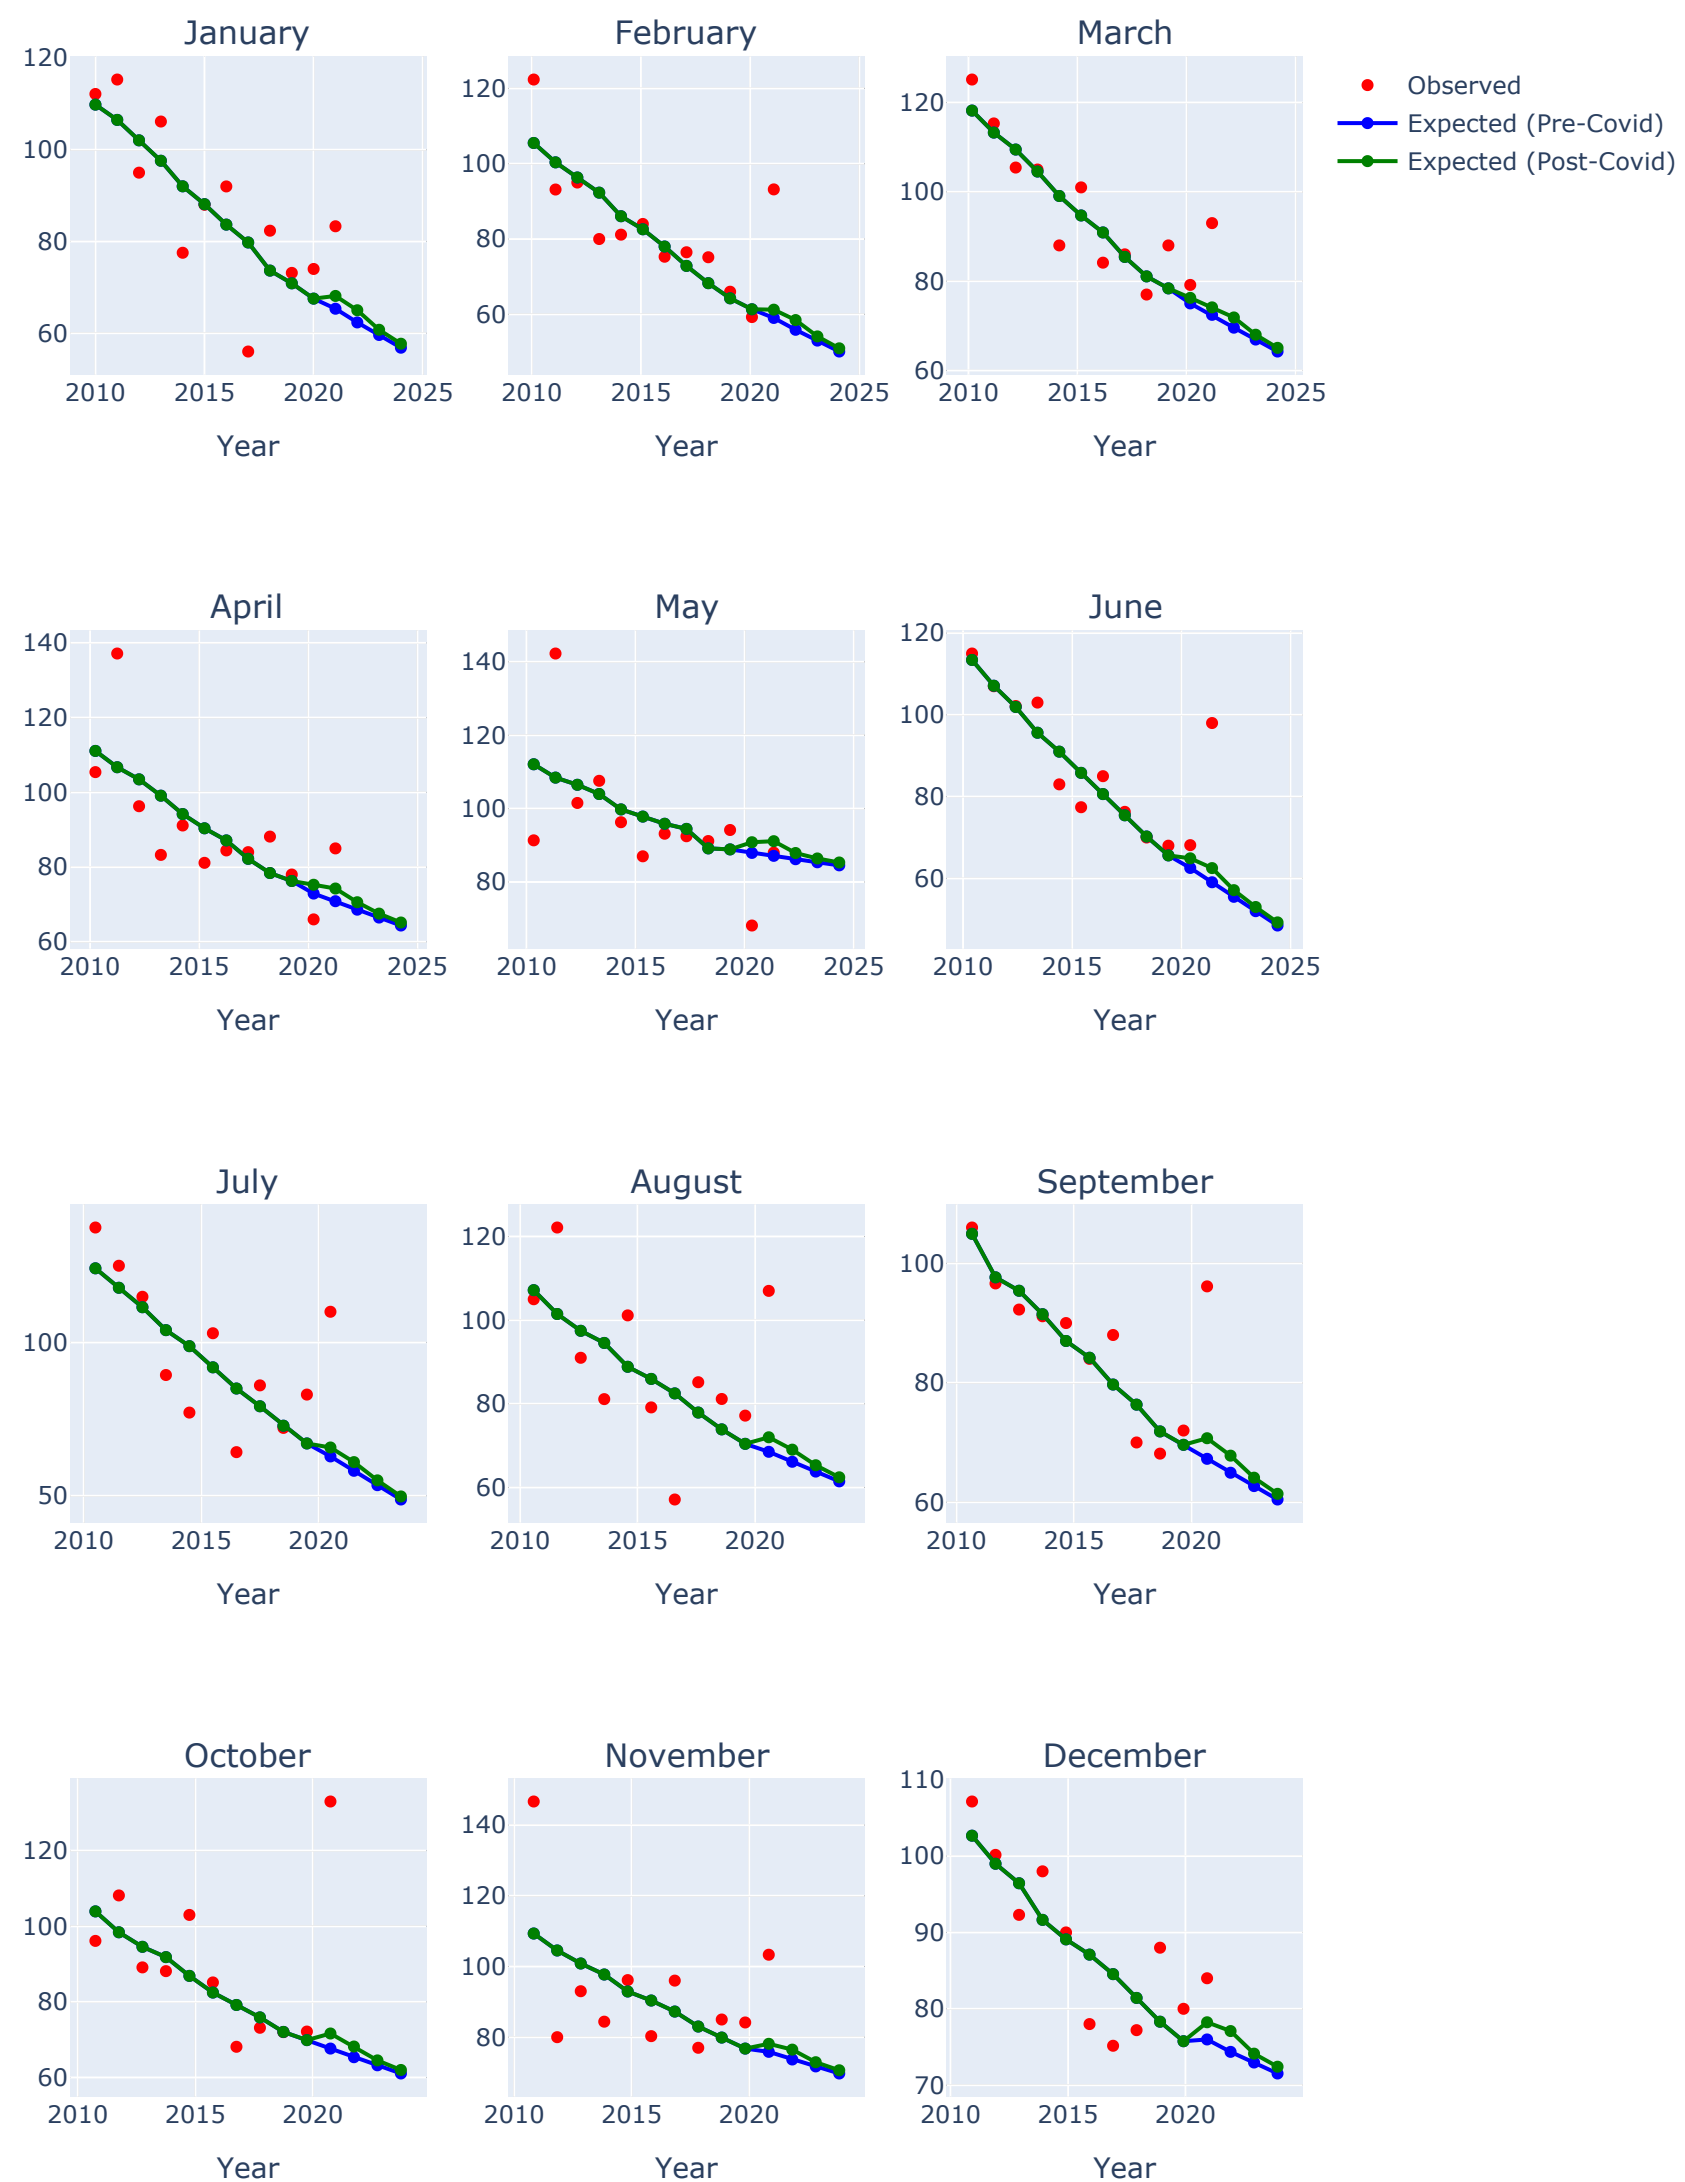 January February March
120
100
80
60
2010 2015 2020 2025
Year
120
100
80
60
2010 2015 2020 2025
Year
120
100
80
60
2010 2015 2020 2025
Year
Observed
Expected (Pre-Covid)
Expected (Post-Covid)
April May June
140
120
100
80
60
2010 2015 2020 2025
Year
140
120
100
80
2010 2015 2020 2025
Year
120
100
80
60
2010 2015 2020 2025
Year
July August September
100
50
2010 2015 2020
Year
120
100
80
60
2010 2015 2020
Year
100
80
60
2010 2015 2020
Year
October November December
120
100
80
60
2010 2015 2020
Year
140
120
100
80
2010 2015 2020
Year
110
100
90
80
70
2010 2015 2020
Year